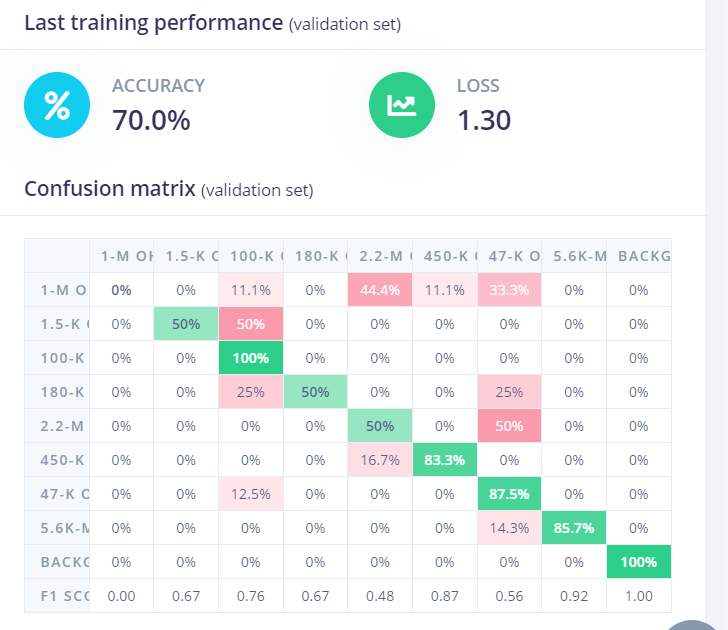 Last training performance (validation set)
% ACCURACY 70.0%
LOSS 1.30
Confusion matrix (validation set)
1-M OH 1.5-K O 100-K 180-K 2.2-M 450-K 47-K O 5.6K-M BACKG
1-M O 0% 0% 11.1% 0% 44.4% 11.1% 33.3% 0% 0%
1.5-K 0% 50% 50% 0% 0% 0% 0% 0% 0%
100-K 0% 0% 100% 0% 0% 0% 0% 0% 0%
180-K 0% 0% 25% 50% 0% 0% 25% 0% 0%
2.2-M 0% 0% 0% 0% 50% 0% 50% 0% 0%
450-K 0% 0% 0% 0% 16.7% 83.3% 0% 0% 0%
47-K O 0% 0% 12.5% 0% 0% 0% 87.5% 0% 0%
5.6K-M 0% 0% 0% 0% 0% 0% 14.3% 85.7% 0%
BACKG 0% 0% 0% 0% 0% 0% 0% 0% 100%
F1 SCO 0.00 0.67 0.76 0.67 0.48 0.87 0.56 0.92 1.00